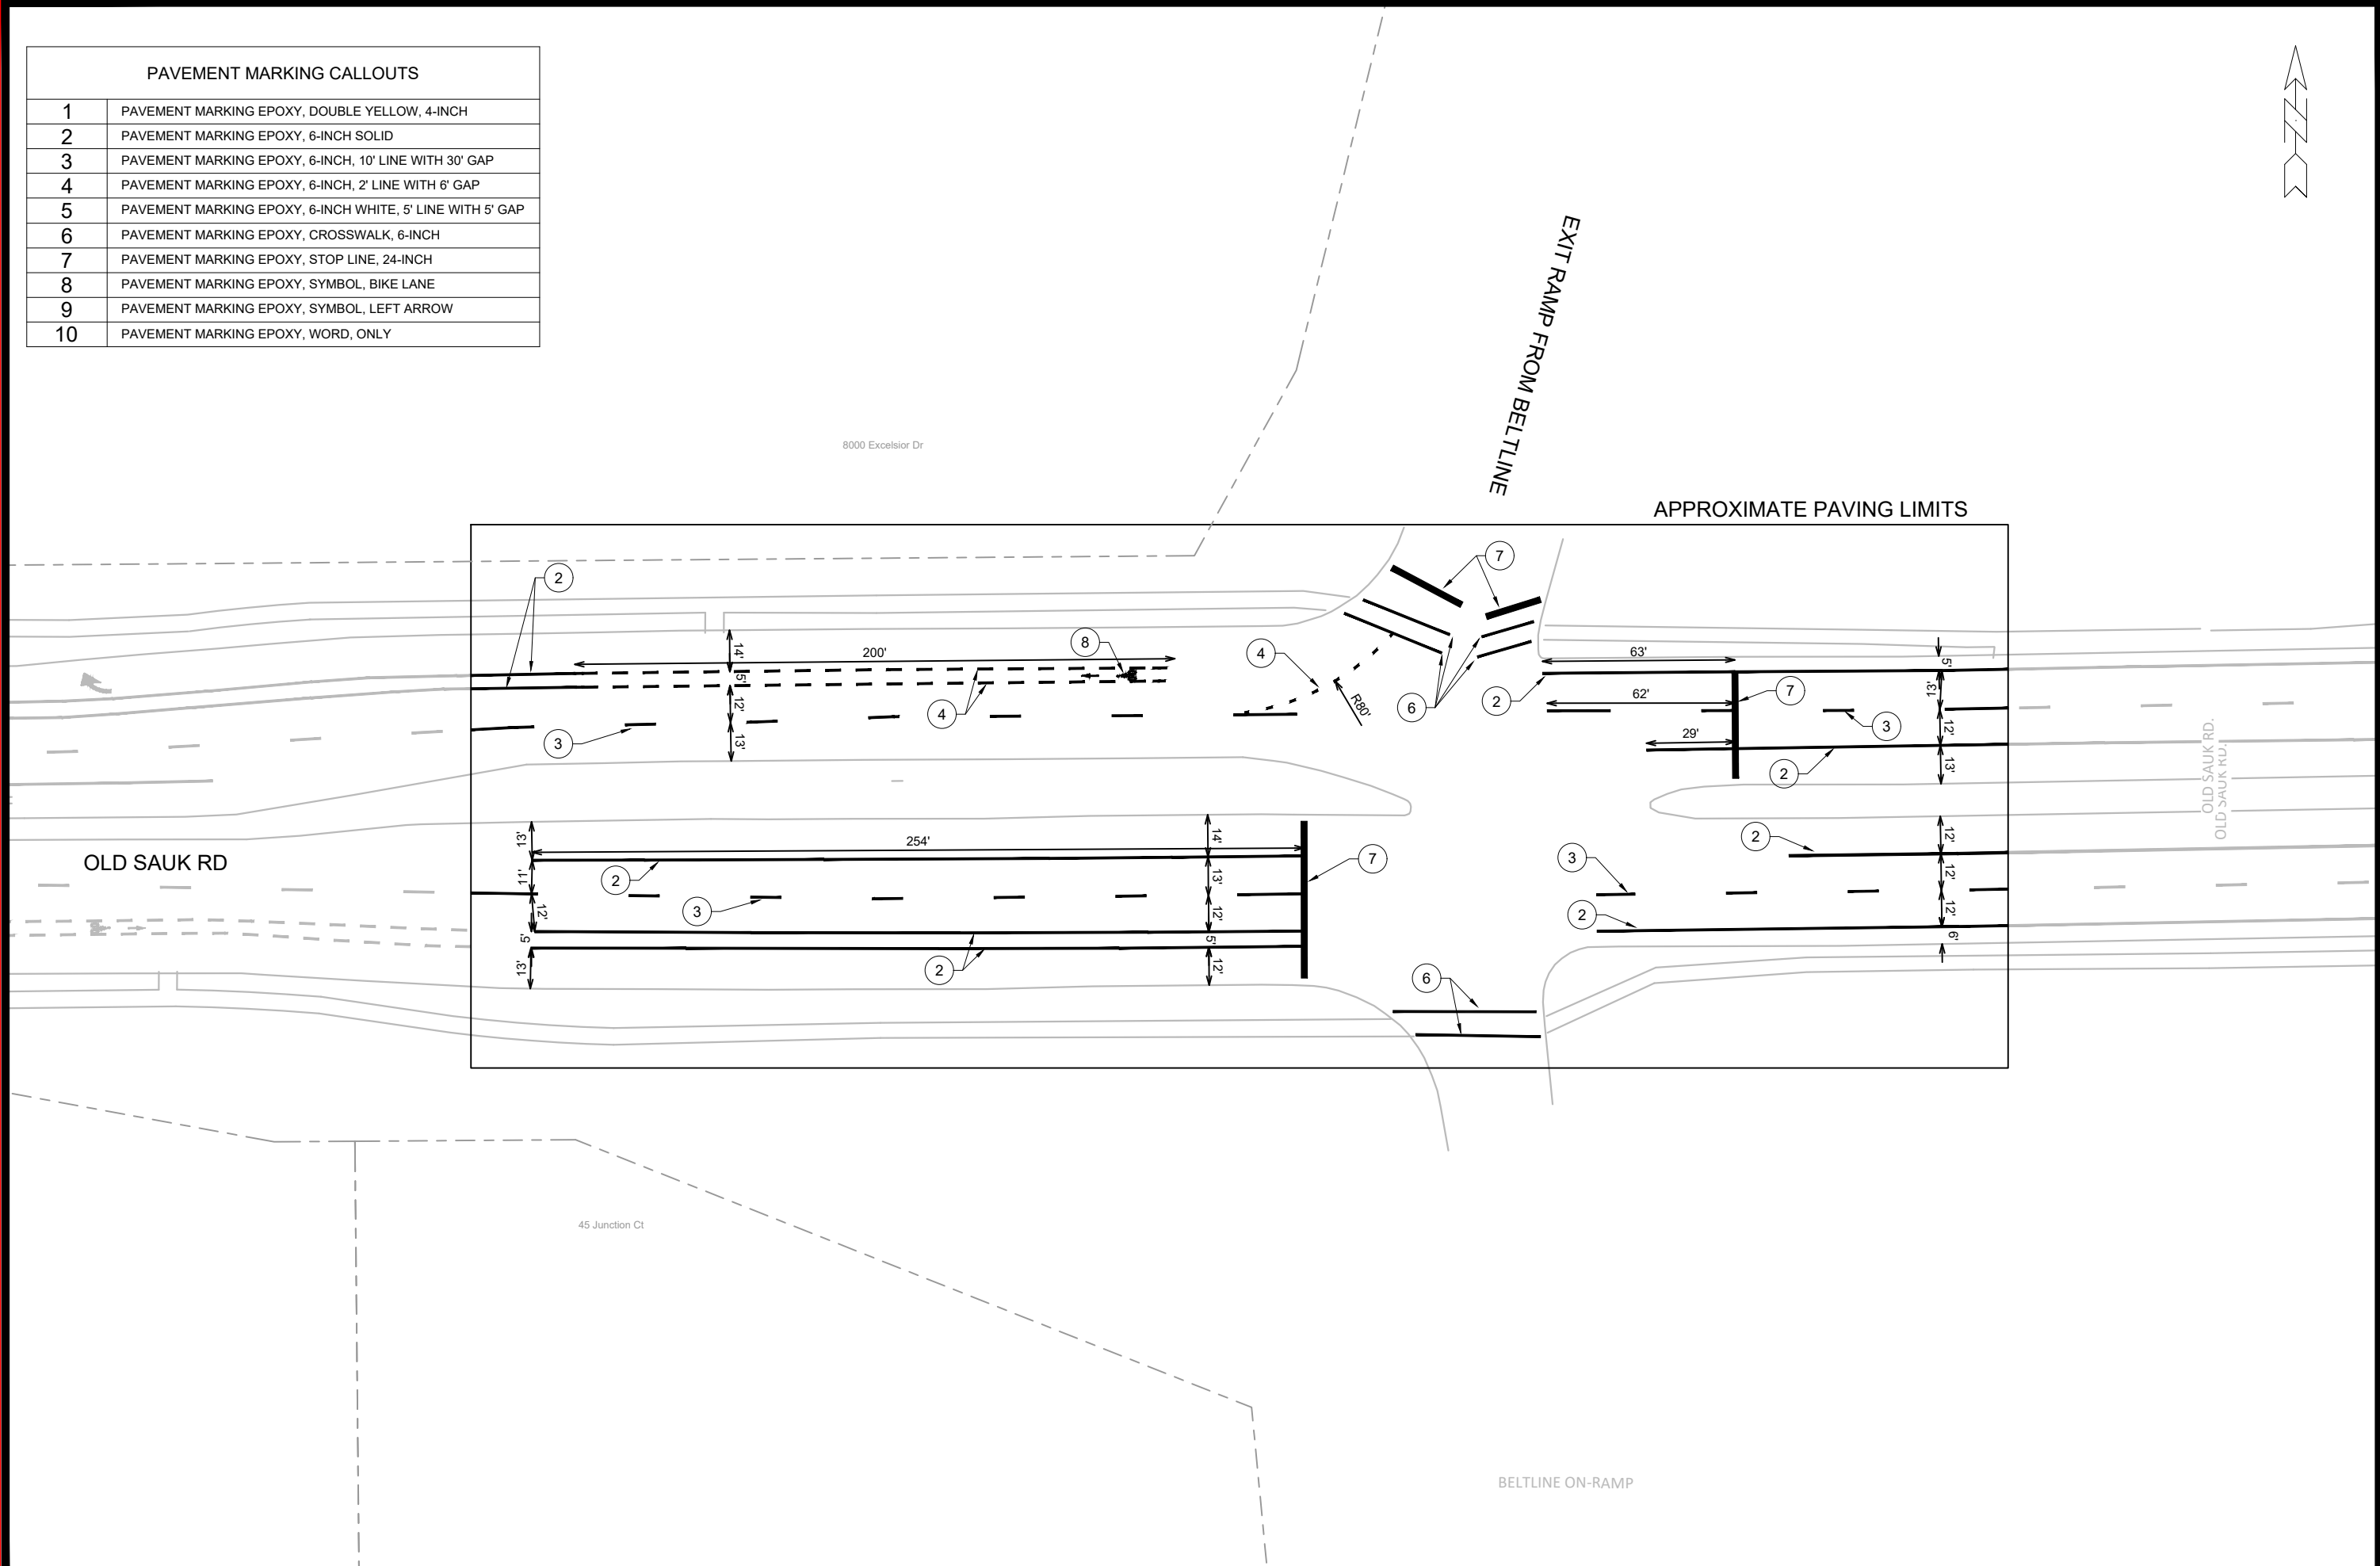 PAVEMENT MARKING CALLOUTS
1 PAVEMENT MARKING EPOXY, DOUBLE YELLOW, 4-INCH
2 PAVEMENT MARKING EPOXY, 6-INCH SOLID
3 PAVEMENT MARKING EPOXY, 6-INCH, 10' LINE WITH 30' GAP
4 PAVEMENT MARKING EPOXY, 6-INCH, 2' LINE WITH 6' GAP
5 PAVEMENT MARKING EPOXY, 6-INCH WHITE, 5' LINE WITH 5' GAP
6 PAVEMENT MARKING EPOXY, CROSSWALK, 6-INCH
7 PAVEMENT MARKING EPOXY, STOP LINE, 24-INCH
8 PAVEMENT MARKING EPOXY, SYMBOL, BIKE LANE
9 PAVEMENT MARKING EPOXY, SYMBOL, LEFT ARROW
10 PAVEMENT MARKING EPOXY, WORD, ONLY
N
EXIT RAMP FROM BELTLINE
8000 Excelsior Dr
APPROXIMATE PAVING LIMITS
7
2
8
4
200'
14'
5'
12'
13'
4
3
R80'
6
2
63'
62'
29'
7
3
2
5'
13'
12'
13'
OLD SAUK RD.
OLD SAUK RD.
OLD SAUK RD
13'
11'
12'
5'
13'
254'
2
3
2
14'
13'
12'
5'
12'
7
6
3
2
2
12'
12'
12'
6'
45 Junction Ct
BELTLINE ON-RAMP